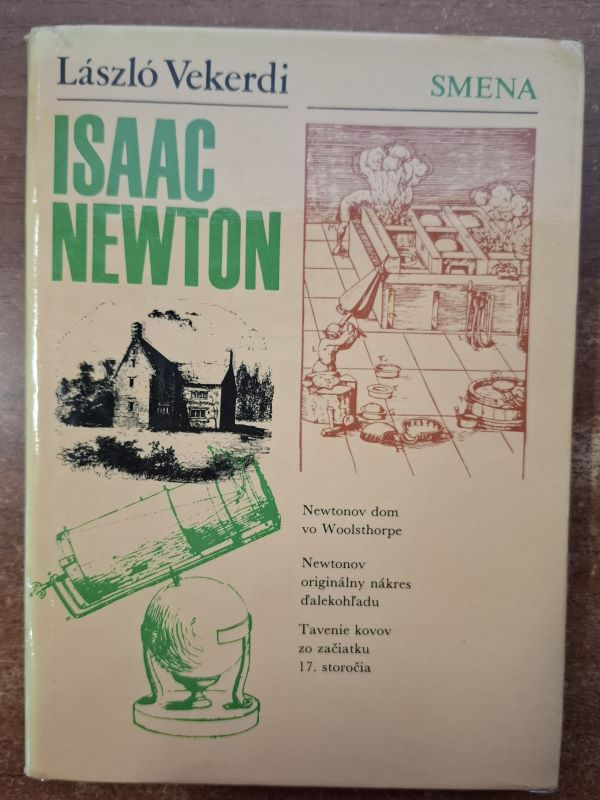 László Vekerdi
SMENA
ISAAC
NEWTON
Newtonov dom
vo Woolsthorpe
Newtonov
originálny nákres
ďalekohľadu
Tavenie kovov
zo začiatku
17. storočia